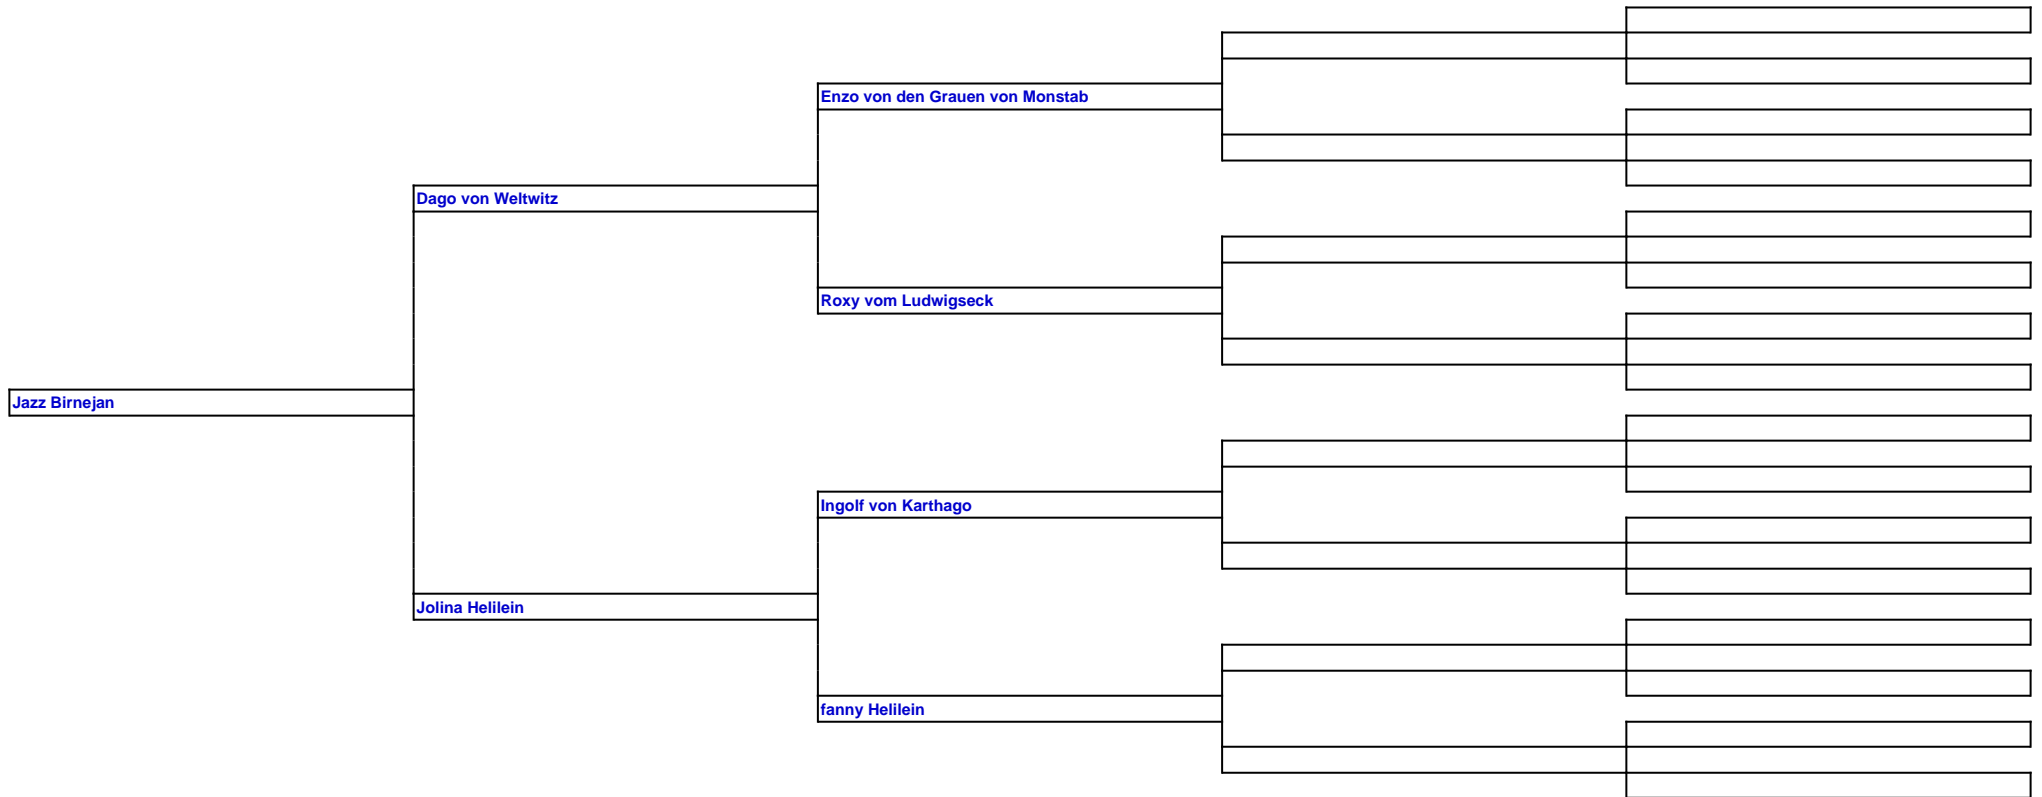 Enzo von den Grauen von Monstab
Dago von Weltwitz
Roxy vom Ludwigseck
Jazz Birnejan
Ingolf von Karthago
Jolina Helilein
fanny Helilein